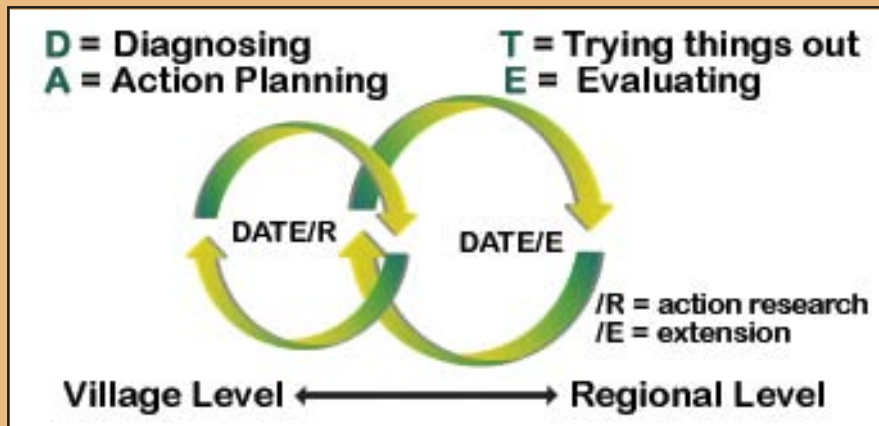 D = Diagnosing
A = Action Planning
T = Trying things out
E = Evaluating
DATE/R
DATE/E
/R = action research
/E = extension
Village Level
Regional Level